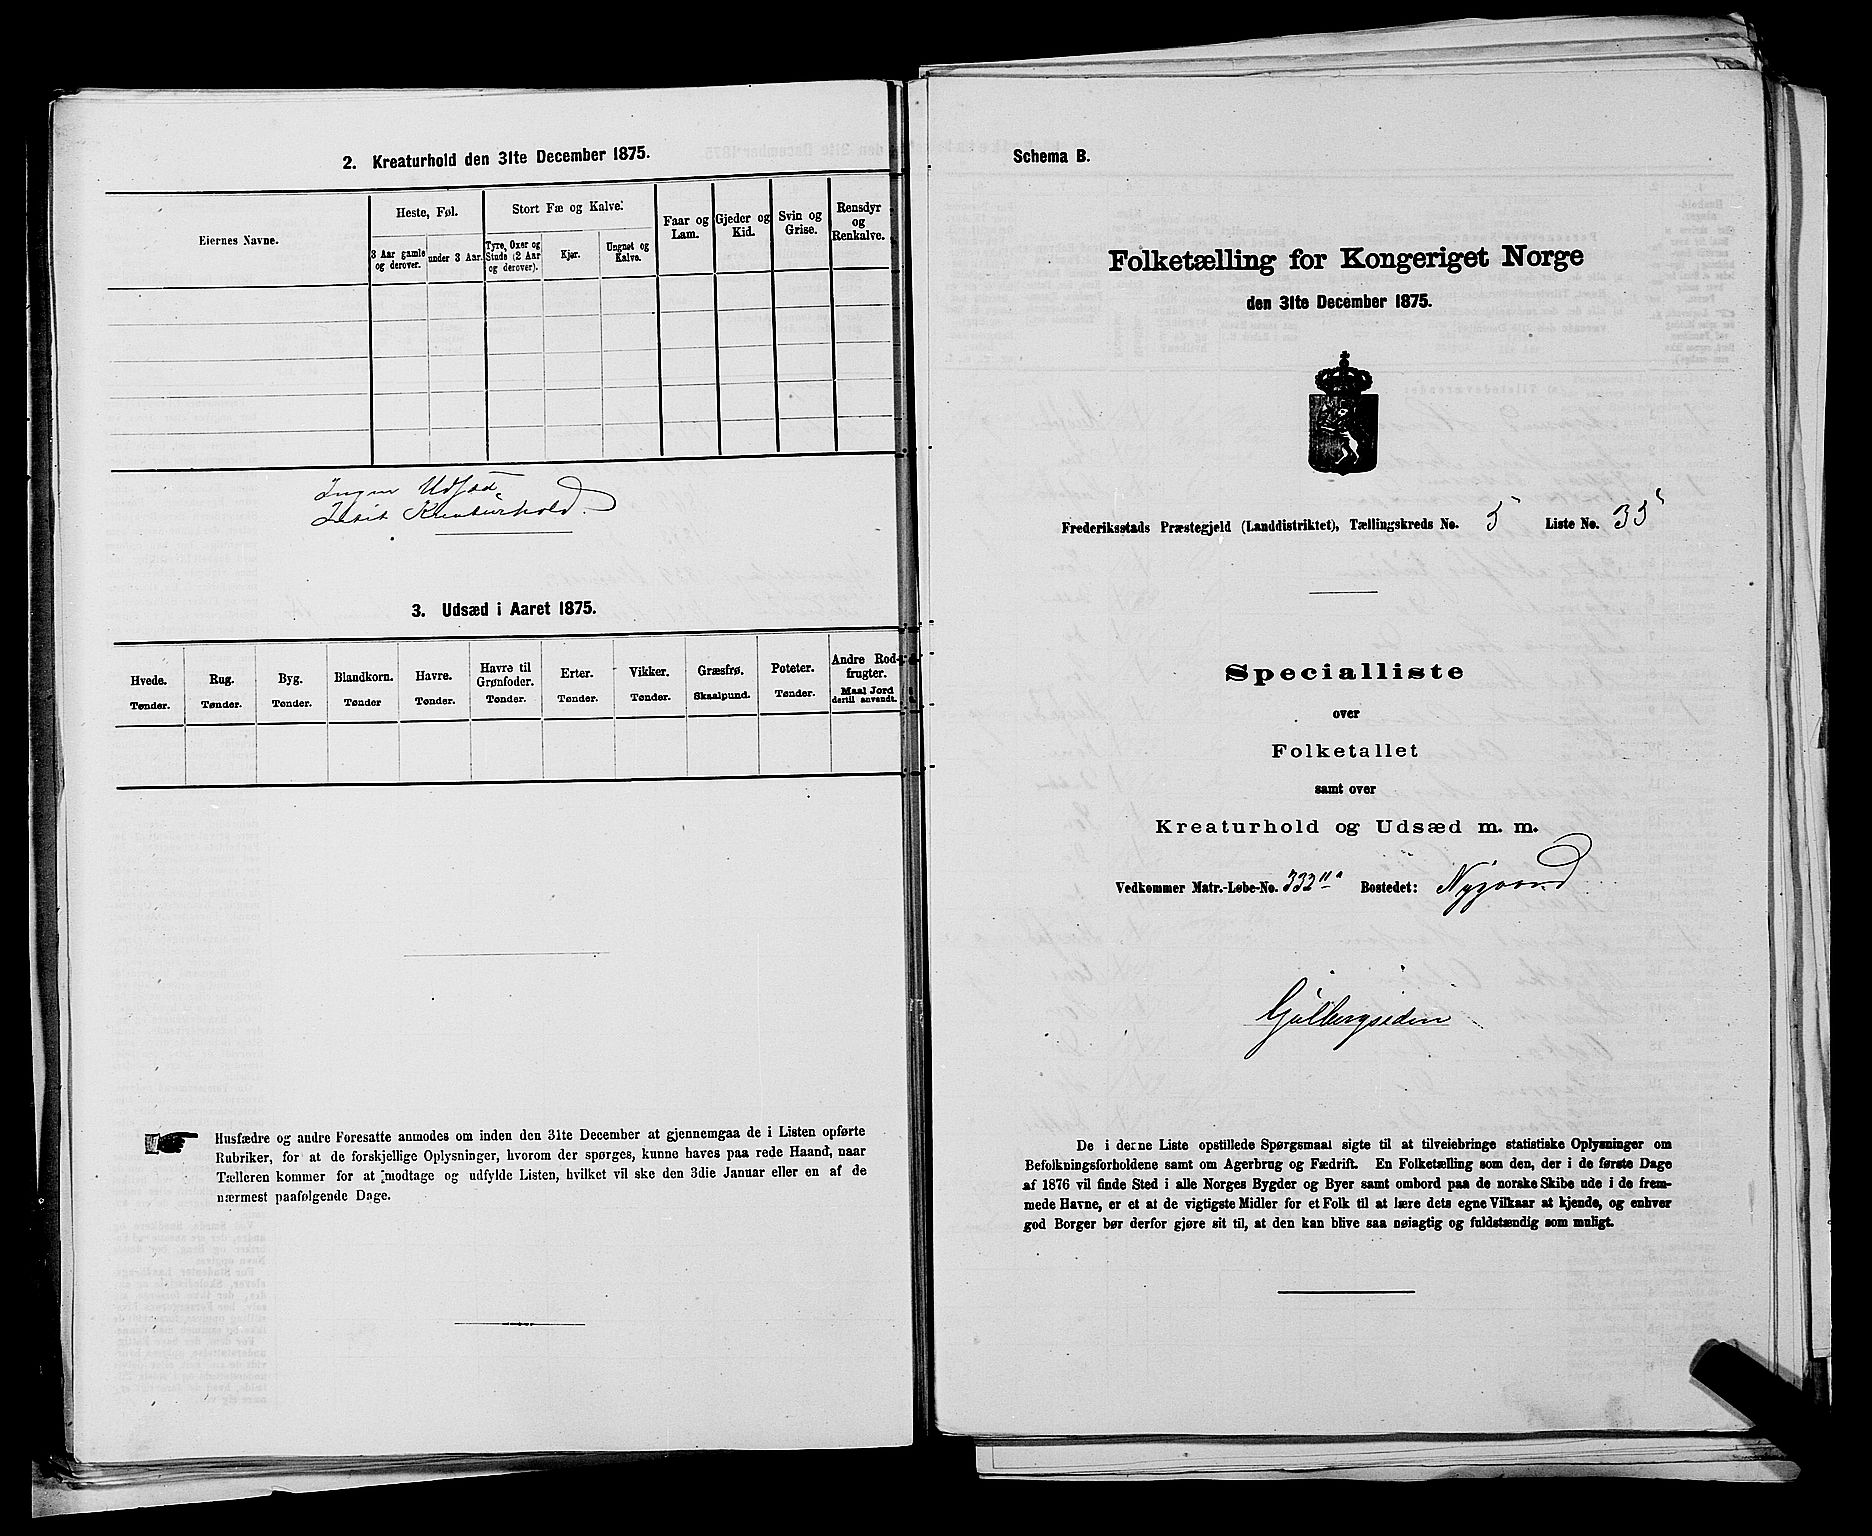 2. Kreaturhold den 31te December 1875.
Eiernes Navne.
Heste, Føl.
3 Aar gamle og derover.
under 3 Aar.
Stort Fæ og Kalve.
Tyre, Oxer og Stude (2 Aar og derover).
Kjør.
Ungnøt og Kalve.
Faar og Lam.
Gjeder og Kid.
Svin og Grise.
Rensdyr og Renkalve.
Ingen Udsæd
Intit Kreaturhold.
3. Udsæd i Aaret 1875.
Hvede. Tønder.
Rug. Tønder.
Byg. Tønder.
Blandkorn. Tønder
Havre. Tønder.
Havre til Grønfoder. Tønder.
Erter. Tønder.
Vikker. Tønder.
Græsfrø. Skaalpund.
Poteter. Tønder.
Andre Rodfrugter. Maal Jord dertil anvendt.
Husfædre og andre Foresatte anmodes om inden den 31te December at gjennemgaa de i Listen opførte
Rubriker, for at de forskjellige Oplysninger, hvorom der spørges, kunne haves paa rede Haand, naar
Tælleren kommer for at modtage og udfylde Listen, hvilket vil ske den 3die Januar eller en af de
nærmest paafølgende Dage.
Schema B.
Folketælling for Kongeriget Norge
den 31te December 1875.
Frederiksstads Præstegjeld (Landdistriktet), Tællingskreds No. 5 Liste No. 35
Specialliste
over
Folketallet
samt over
Kreaturhold og Udsæd m. m.
Vedkommer Matr.-Løbe-No. 332 Bostedet: Nygaard
Gülbergsiden
De i denne Liste opstillede Spørgsmaal sigte til at tilveiebringe statistiske Oplysninger om
Befolkningsforholdene samt om Agerbrug og Fædrift. En Folketælling som den, der i de første Dage
af 1876 vil finde Sted i alle Norges Bygder og Byer samt ombord paa de norske Skibe ude i de frem-
mede Havne, er et af de vigtigste Midler for et Folk til at lære dets egne Vilkaar at kjende, og enhver
god Borger bør derfor gjøre sit til, at den kan blive saa nøiagtig og fuldstændig som muligt.